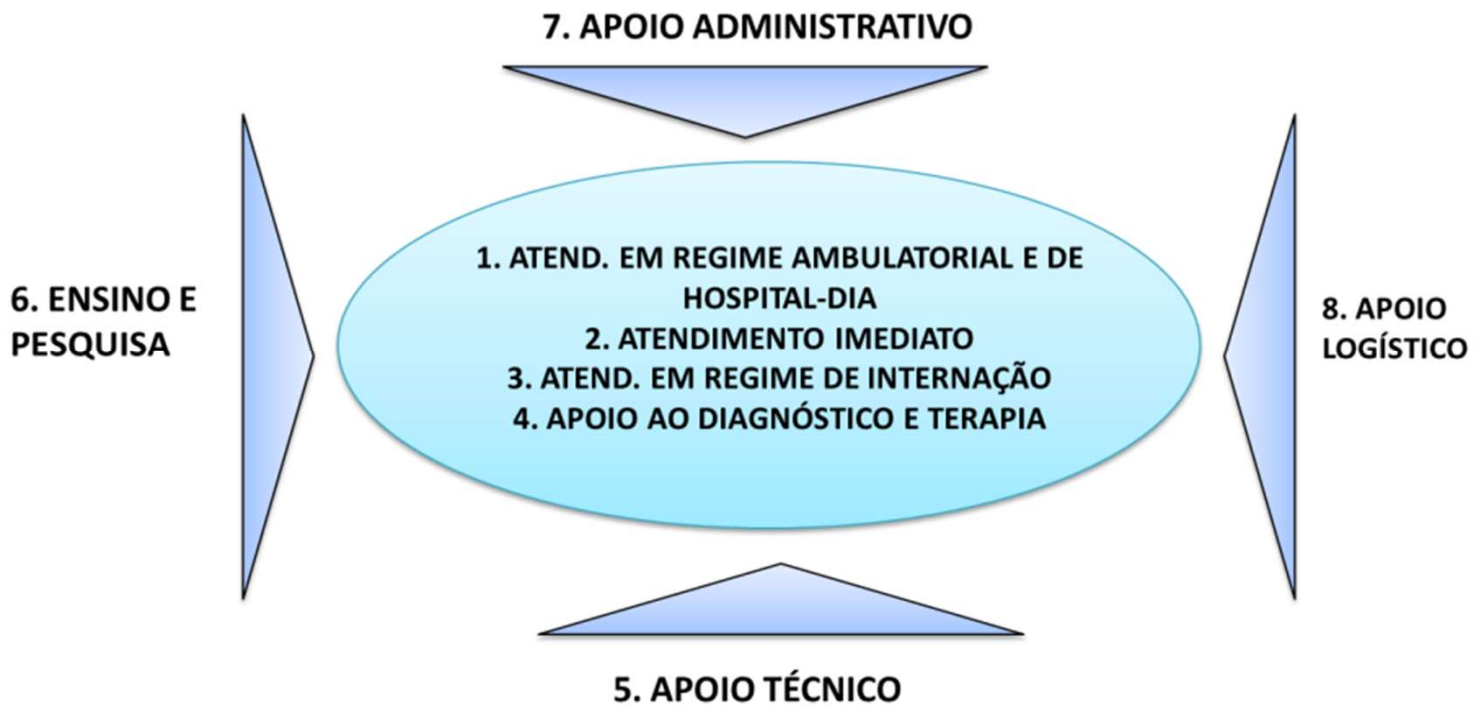 7. APOIO ADMINISTRATIVO
1. ATEND. EM REGIME AMBULATORIAL E DE
HOSPITAL-DIA
2. ATENDIMENTO IMEDIATO
3. ATEND. EM REGIME DE INTERNAÇÃO
4. APOIO AO DIAGNÓSTICO E TERAPIA
6. ENSINO E
PESQUISA
8. APOIO
LOGÍSTICO
5. APOIO TÉCNICO